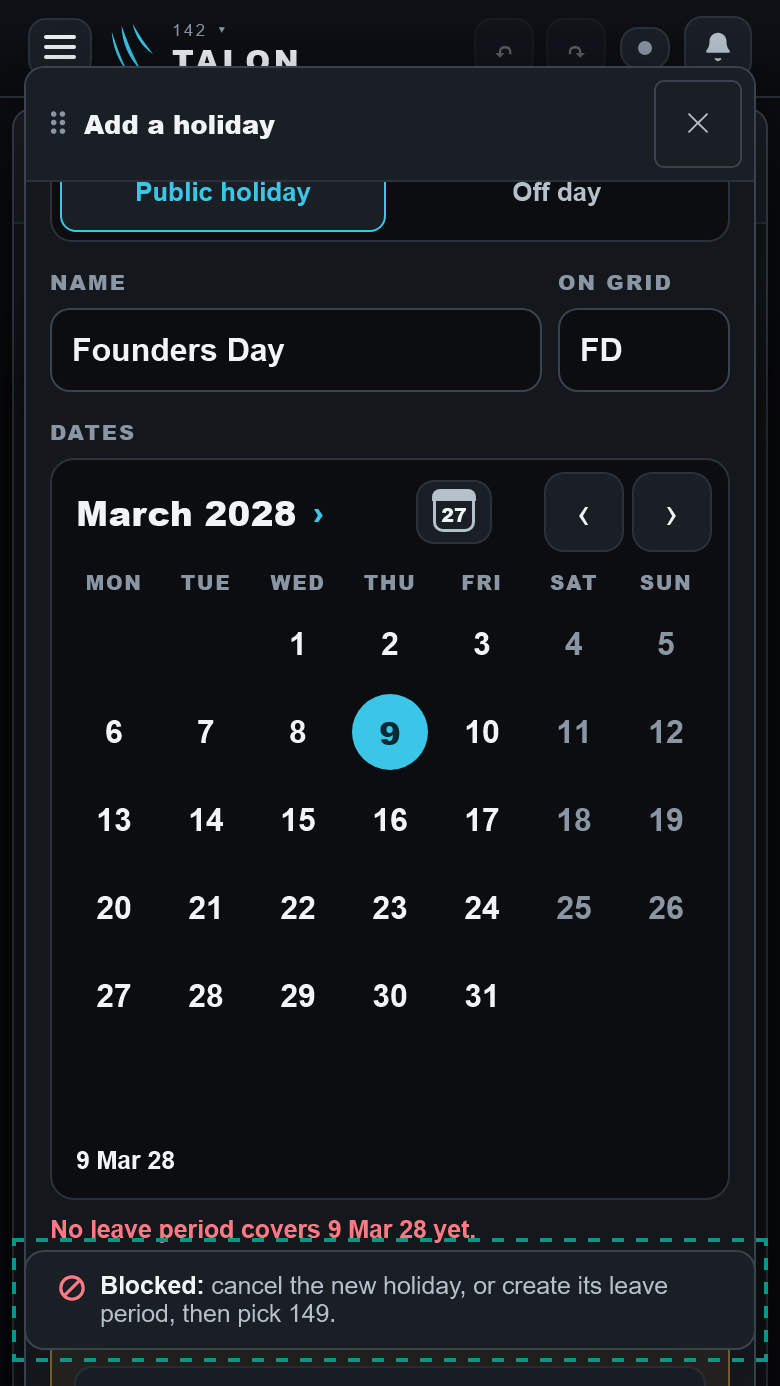 142 ▾
TALON
Add a holiday
Public holiday Off day
NAME ON GRID
Founders Day FD
DATES
March 2028 › 27 ‹ ›
MON TUE WED THU FRI SAT SUN
1 2 3 4 5
6 7 8 9 10 11 12
13 14 15 16 17 18 19
20 21 22 23 24 25 26
27 28 29 30 31
9 Mar 28
No leave period covers 9 Mar 28 yet.
Blocked: cancel the new holiday, or create its leave
period, then pick 149.